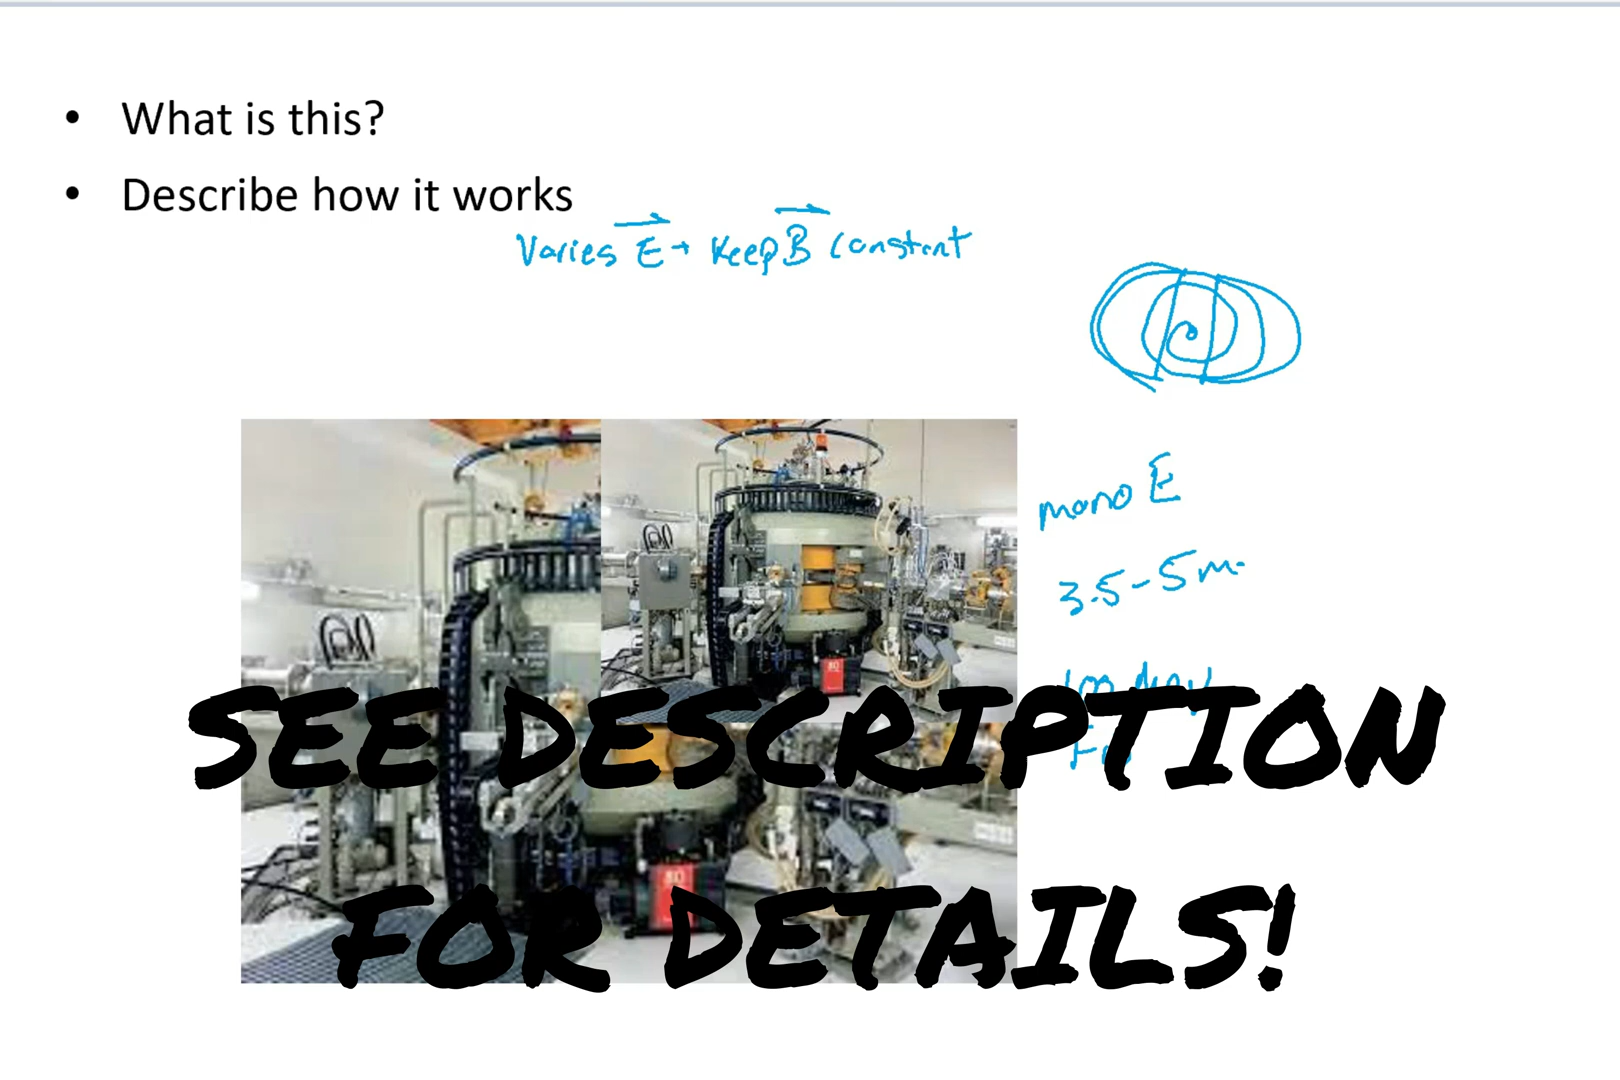 • What is this?
• Describe how it works
Varies E + Keep B constant
mono E
3.5-5m
SEE DESCRIPTION
FOR DETAILS!